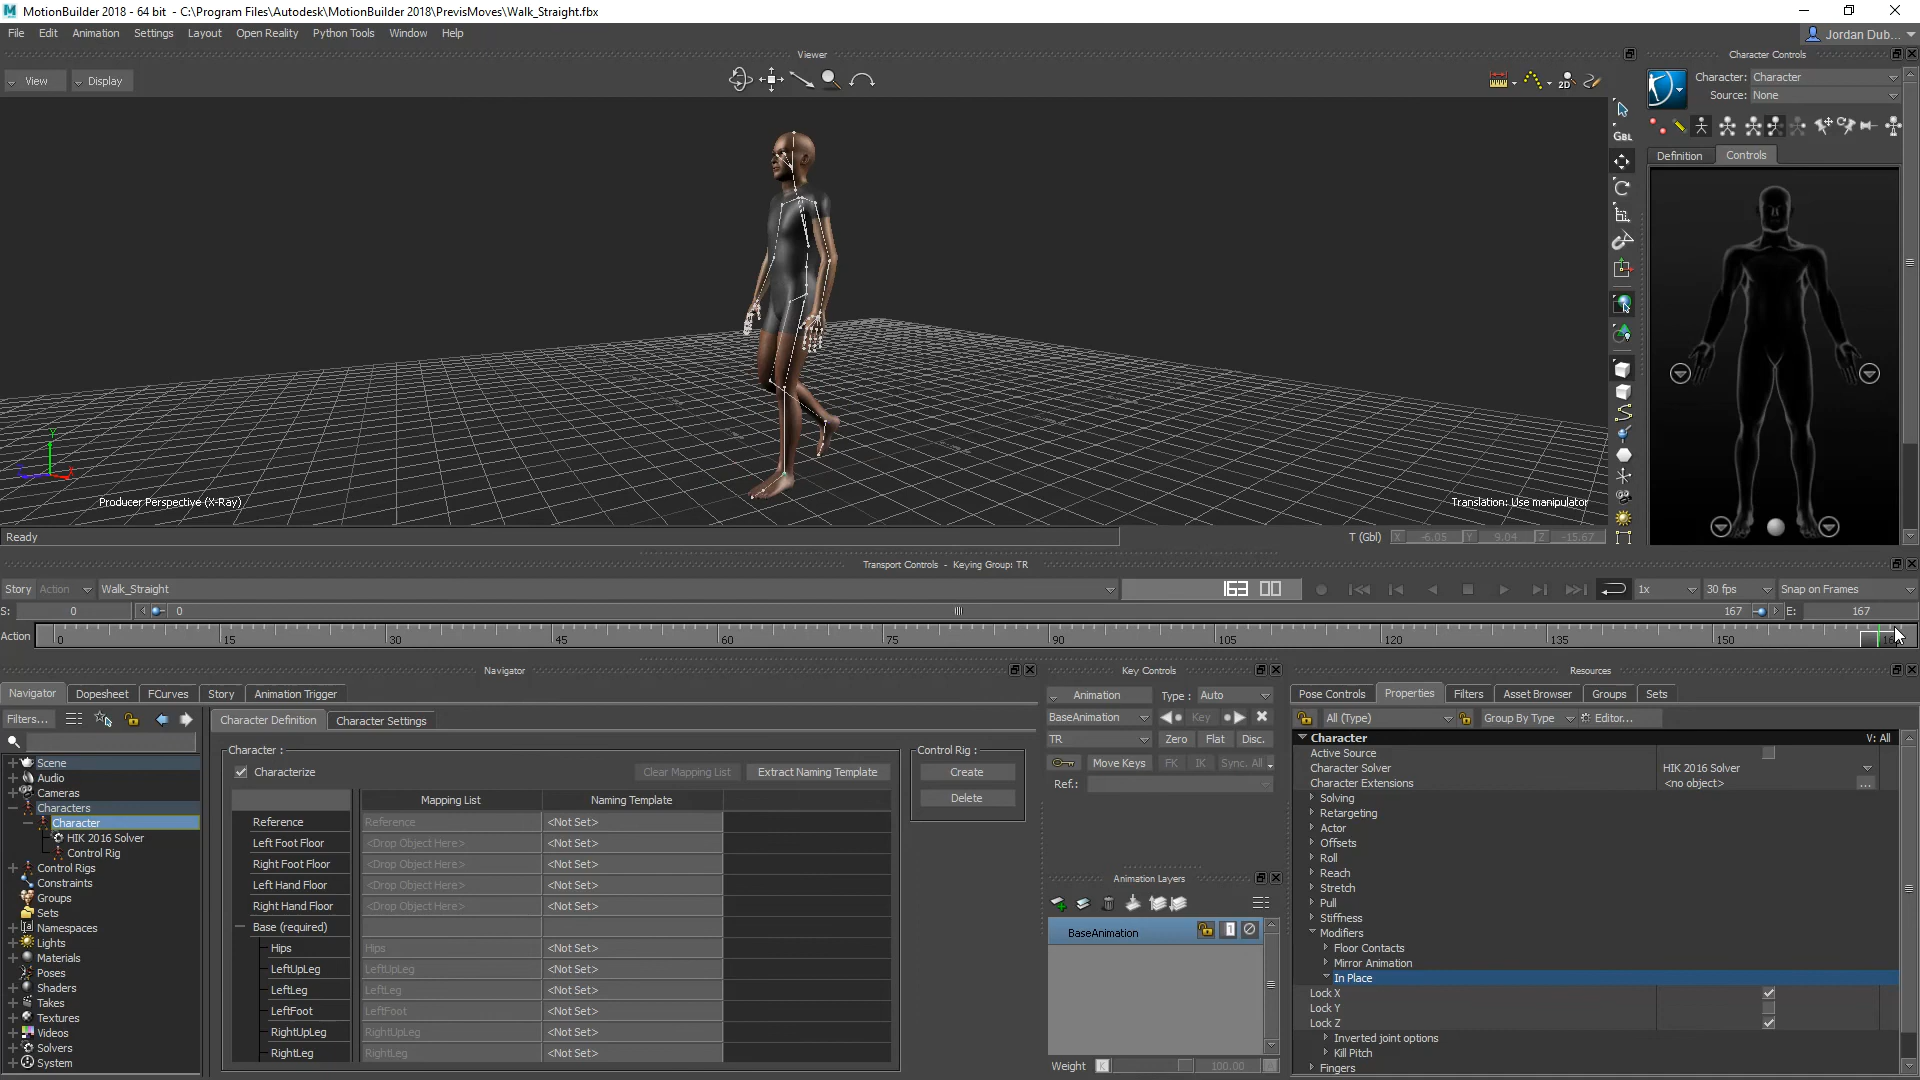 MotionBuilder 2018 - 64 bit - C:\Program Files\Autodesk\MotionBuilder 2018\PrevisMoves\Walk_Straight.fbx
File Edit Animation Settings Layout Open Reality Python Tools Window Help
Jordan Dub...
Viewer
View Display
2D
GBL
Producer Perspective (X-Ray)
Translation: Use manipulator
Y
X
Ready
T (Gbl) X -6.05 Y 9.04 Z -15.67
Character Controls
Character: Character
Source: None
Definition Controls
Transport Controls - Keying Group: TR
Story Action Walk_Straight 163 00 1x 30 fps Snap on Frames
S: 0 0 167 E: 167
Action 0 15 30 45 60 75 90 105 120 135 150
Navigator
Navigator Dopesheet FCurves Story Animation Trigger
Filters...
Scene
Audio
Cameras
Characters
Character
HIK 2016 Solver
Control Rig
Control Rigs
Constraints
Groups
Sets
Namespaces
Lights
Materials
Poses
Shaders
Takes
Textures
Videos
Solvers
System
Character Definition Character Settings
Character :
Characterize Clear Mapping List Extract Naming Template
Mapping List Naming Template
Reference Reference <Not Set>
Left Foot Floor <Drop Object Here> <Not Set>
Right Foot Floor <Drop Object Here> <Not Set>
Left Hand Floor <Drop Object Here> <Not Set>
Right Hand Floor <Drop Object Here> <Not Set>
Base (required)
Hips Hips <Not Set>
LeftUpLeg LeftUpLeg <Not Set>
LeftLeg LeftLeg <Not Set>
LeftFoot LeftFoot <Not Set>
RightUpLeg RightUpLeg <Not Set>
RightLeg RightLeg <Not Set>
Control Rig :
Create
Delete
Key Controls
Animation Type : Auto
BaseAnimation Key
TR Zero Flat Disc.
Move Keys FK IK Sync. All
Ref.:
Animation Layers
BaseAnimation 1
Weight K 100.00 A
Resources
Pose Controls Properties Filters Asset Browser Groups Sets
All (Type) Group By Type Editor...
Character V: All
Active Source
Character Solver HIK 2016 Solver
Character Extensions <no object> ...
Solving
Retargeting
Actor
Offsets
Roll
Reach
Stretch
Pull
Stiffness
Modifiers
Floor Contacts
Mirror Animation
In Place
Lock X
Lock Y
Lock Z
Inverted joint options
Kill Pitch
Fingers